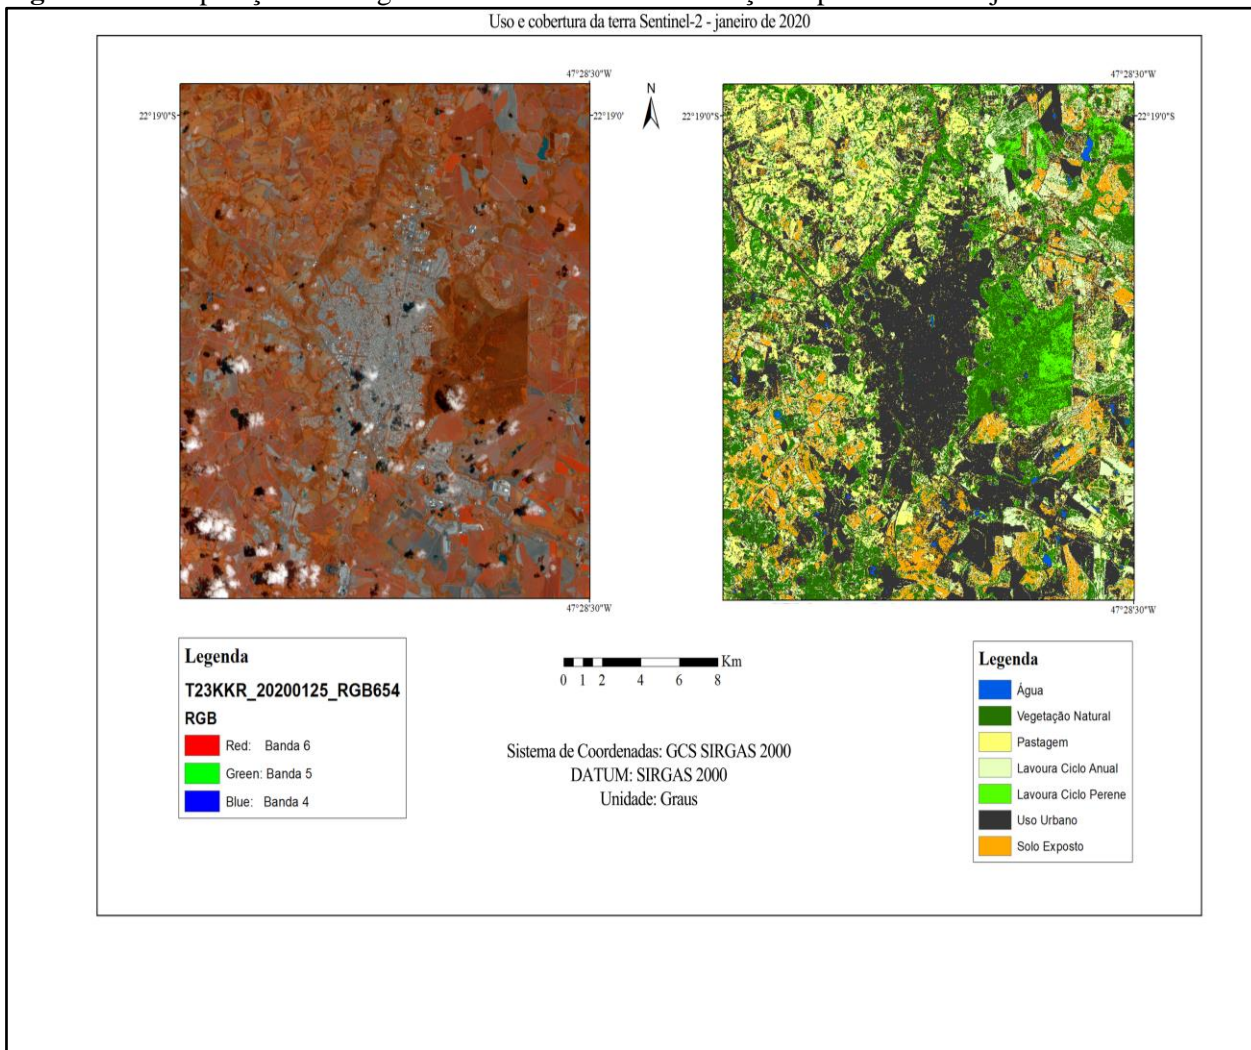 Uso e cobertura da terra Sentinel-2 - janeiro de 2020
47°28'30"W
47°28'30"W
N
22°19'0"S
22°19'0'
22°19'0"S
22°19'0"S
47°28'30"W
47°28'30"W
Legenda
T23KKR_20200125_RGB654
RGB
Red: Banda 6
Green: Banda 5
Blue: Banda 4
Km
0 1 2 4 6 8
Sistema de Coordenadas: GCS SIRGAS 2000
DATUM: SIRGAS 2000
Unidade: Graus
Legenda
Água
Vegetação Natural
Pastagem
Lavoura Ciclo Anual
Lavoura Ciclo Perene
Uso Urbano
Solo Exposto